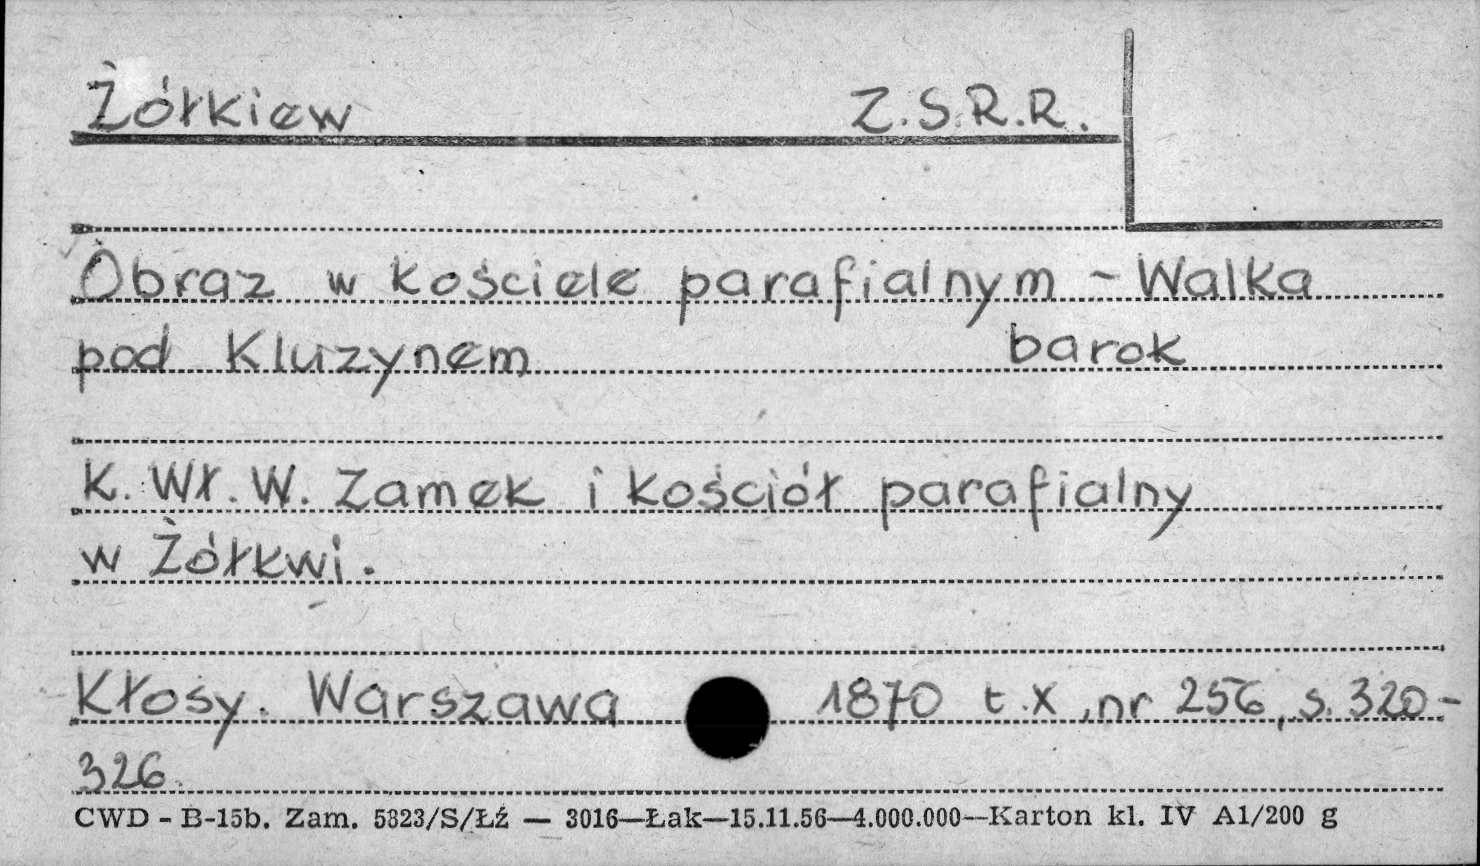 Żółkiew Z.S.R.R.
Obraz w kościele parafialnym - Walka
pod Kluzynem barok
K. Wł. W. Zamek i kościół parafialny
w Żółkwi.
Kłosy. Warszawa 1870 t.X, nr 256, s. 320-
326.
CWD - B-15b. Zam. 5323/S/Łź — 3016—Łak—15.11.56—4.000.000—Karton kl. IV A1/200 g